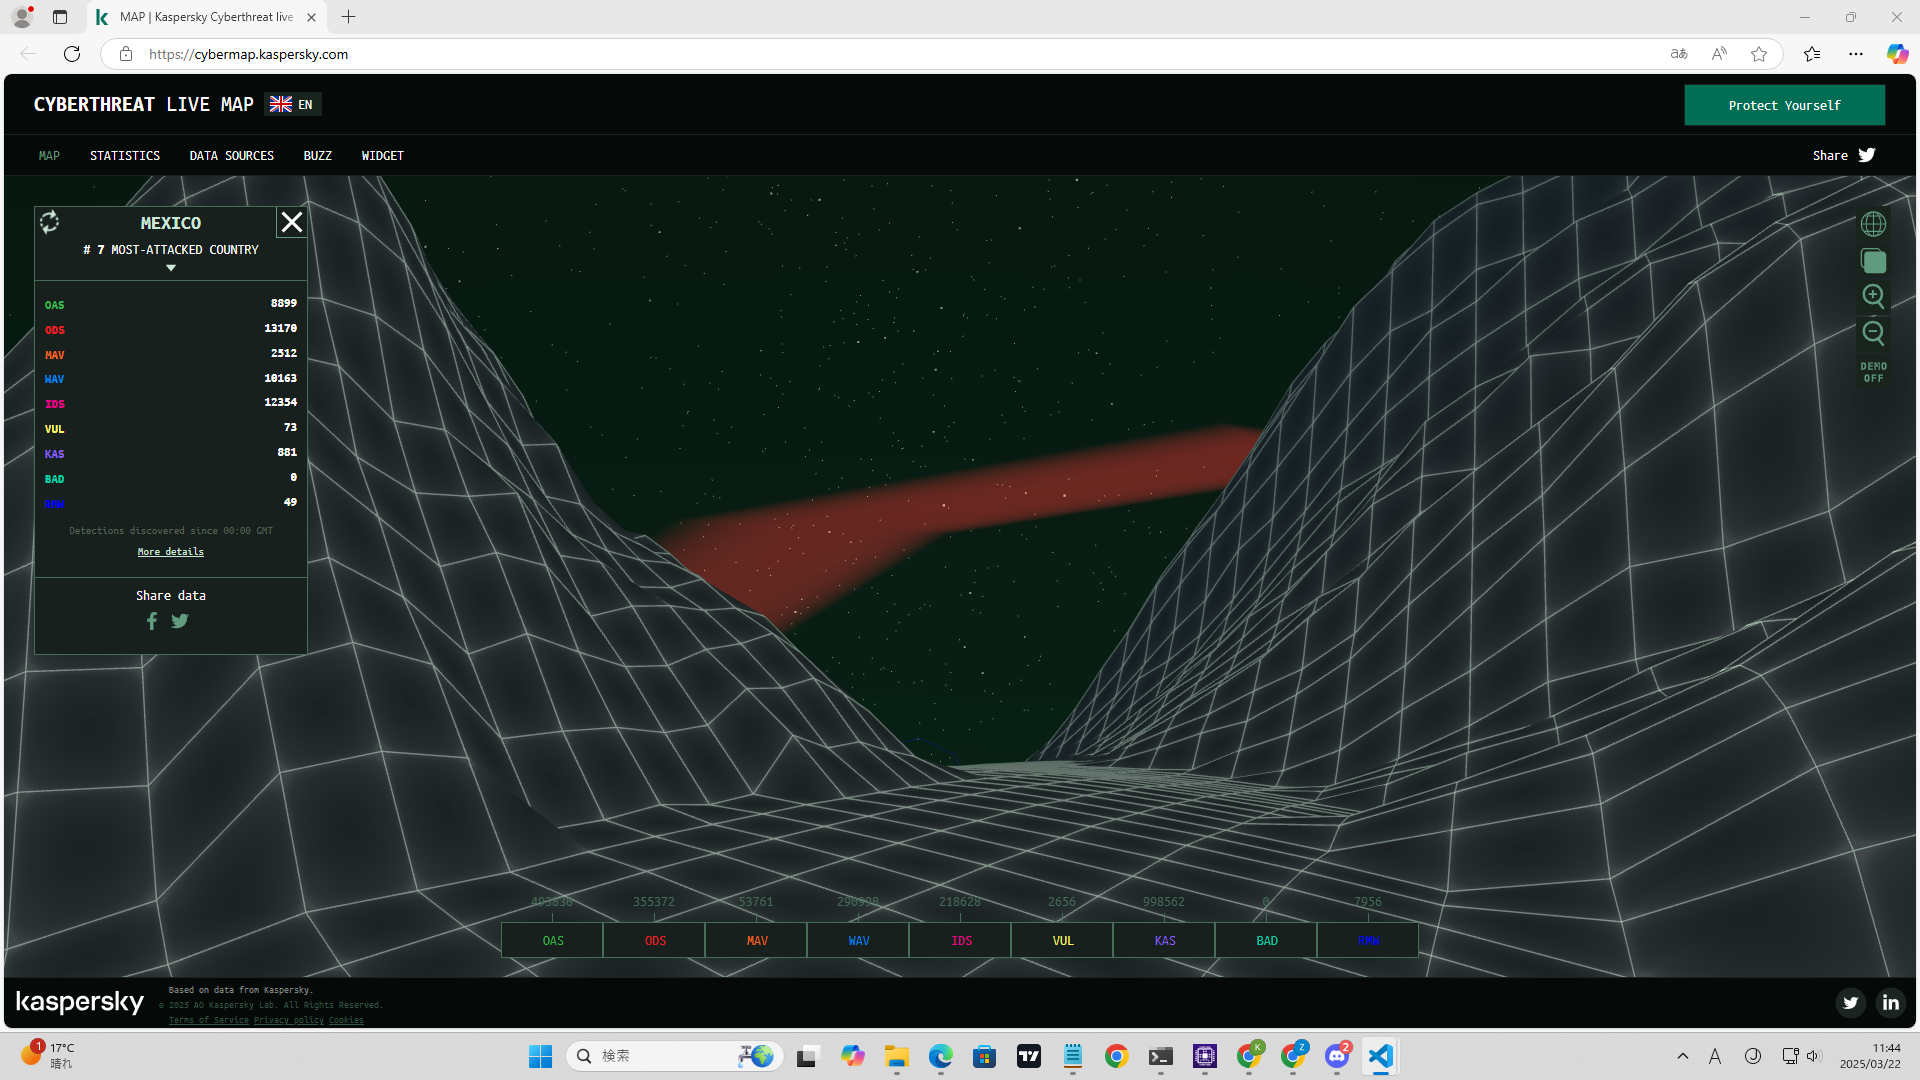 MAP | Kaspersky Cyberthreat live
https://cybermap.kaspersky.com
CYBERTHREAT LIVE MAP
EN
Protect Yourself
MAP
STATISTICS
DATA SOURCES
BUZZ
WIDGET
Share
MEXICO
# 7 MOST-ATTACKED COUNTRY
OAS 8899
ODS 13170
MAV 2512
WAV 10163
IDS 12354
VUL 73
KAS 881
BAD 0
RMW 49
Detections discovered since 00:00 GMT
More details
Share data
DEMO
OFF
493830 355372 53761 290998 218628 2656 998562 0 7956
OAS ODS MAV WAV IDS VUL KAS BAD RMW
kaspersky
Based on data from Kaspersky.
© 2025 AO Kaspersky Lab. All Rights Reserved.
Terms of Service Privacy policy Cookies
1
17°C
晴れ
検索
K
Z
2
A
11:44
2025/03/22